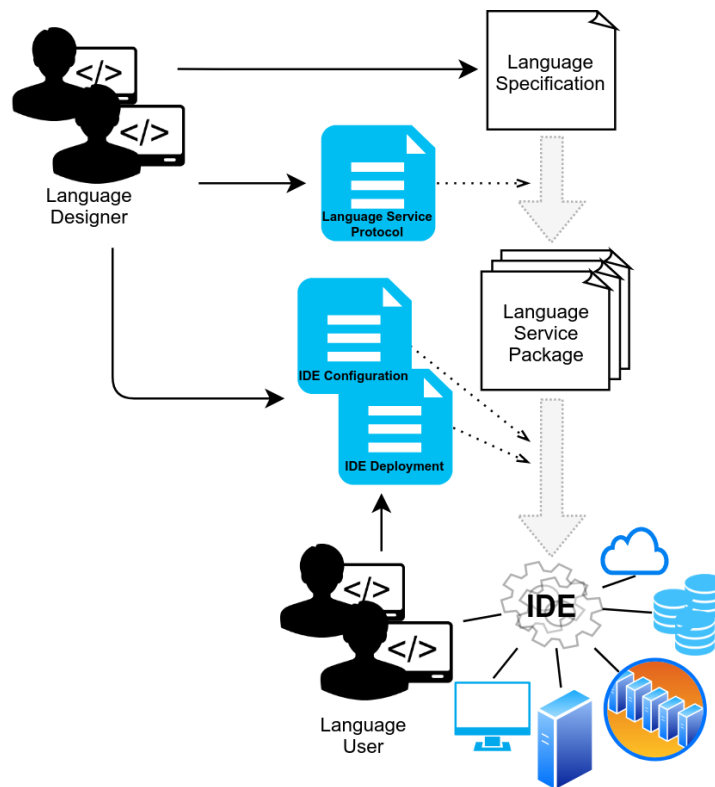 </>
</>
Language
Specification
Language
Designer
Language Service
Protocol
Language
Service
Package
IDE Configuration
IDE Deployment
IDE
</>
</>
Language
User